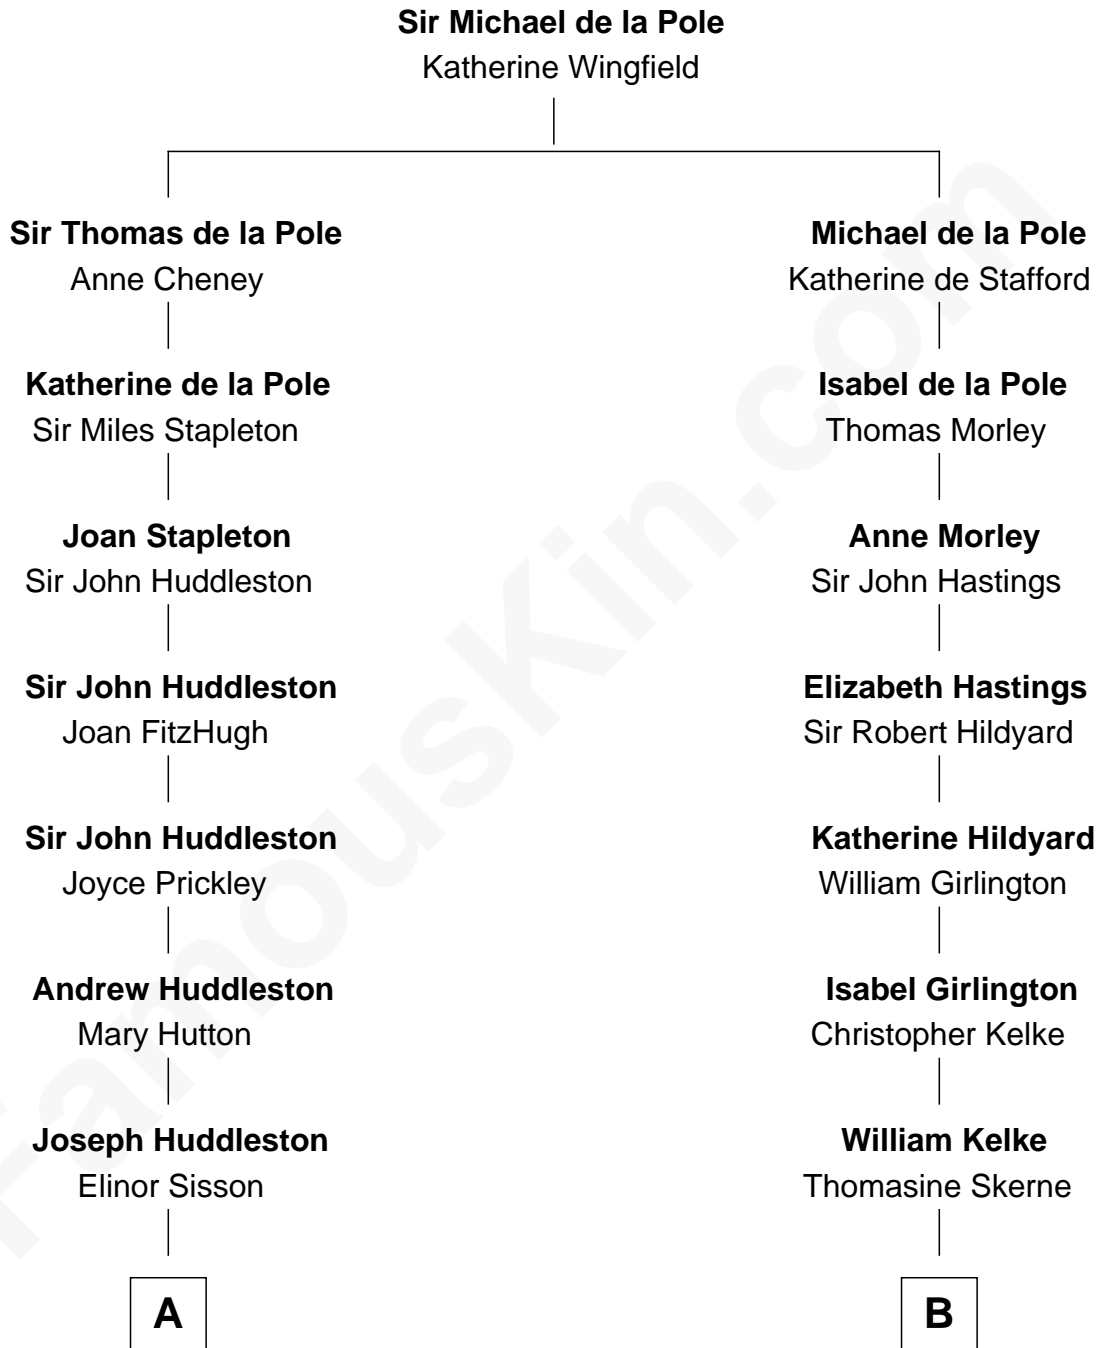 Sir Michael de la Pole
Katherine Wingfield
Sir Thomas de la Pole
Anne Cheney
Michael de la Pole
Katherine de Stafford
Katherine de la Pole
Sir Miles Stapleton
Isabel de la Pole
Thomas Morley
Joan Stapleton
Sir John Huddleston
Anne Morley
Sir John Hastings
Sir John Huddleston
Joan FitzHugh
Elizabeth Hastings
Sir Robert Hildyard
Sir John Huddleston
Joyce Prickley
Katherine Hildyard
William Girlington
Andrew Huddleston
Mary Hutton
Isabel Girlington
Christopher Kelke
Joseph Huddleston
Elinor Sisson
William Kelke
Thomasine Skerne
A
B
FamousKin.com